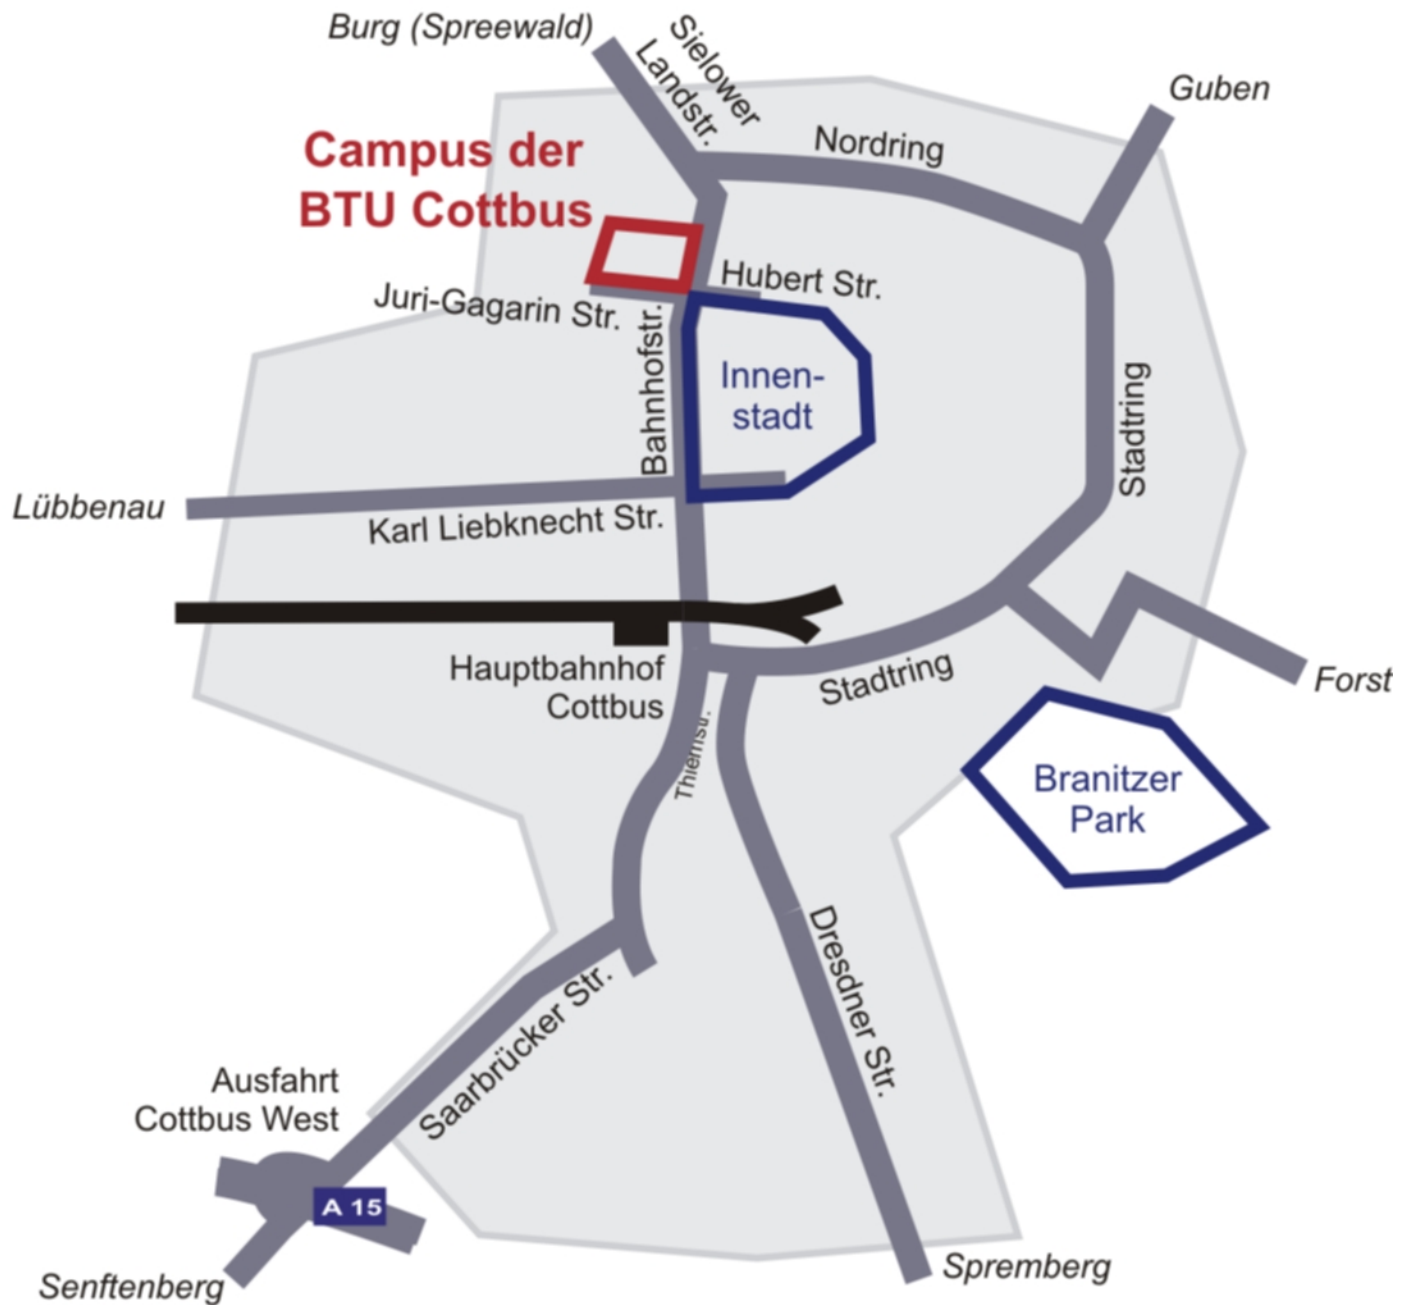 Burg (Spreewald)
Sielower
Landstr.
Guben
Nordring
Campus der
BTU Cottbus
Hubert Str.
Juri-Gagarin Str.
Bahnhofstr.
Innen-
stadt
Stadtring
Lübbenau
Karl Liebknecht Str.
Hauptbahnhof
Cottbus
Stadtring
Forst
Thiemstr.
Branitzer
Park
Dresdner Str.
Saarbrücker Str.
Ausfahrt
Cottbus West
A 15
Senftenberg
Spremberg